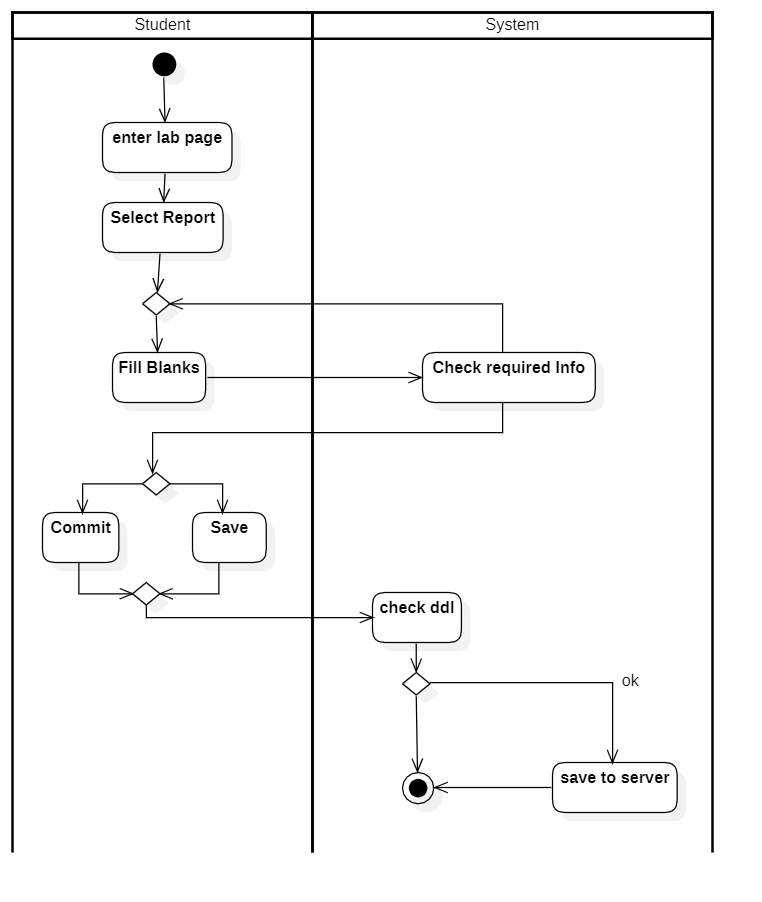 Student
System
enter lab page
Select Report
Fill Blanks
Check required Info
Commit
Save
check ddl
ok
save to server